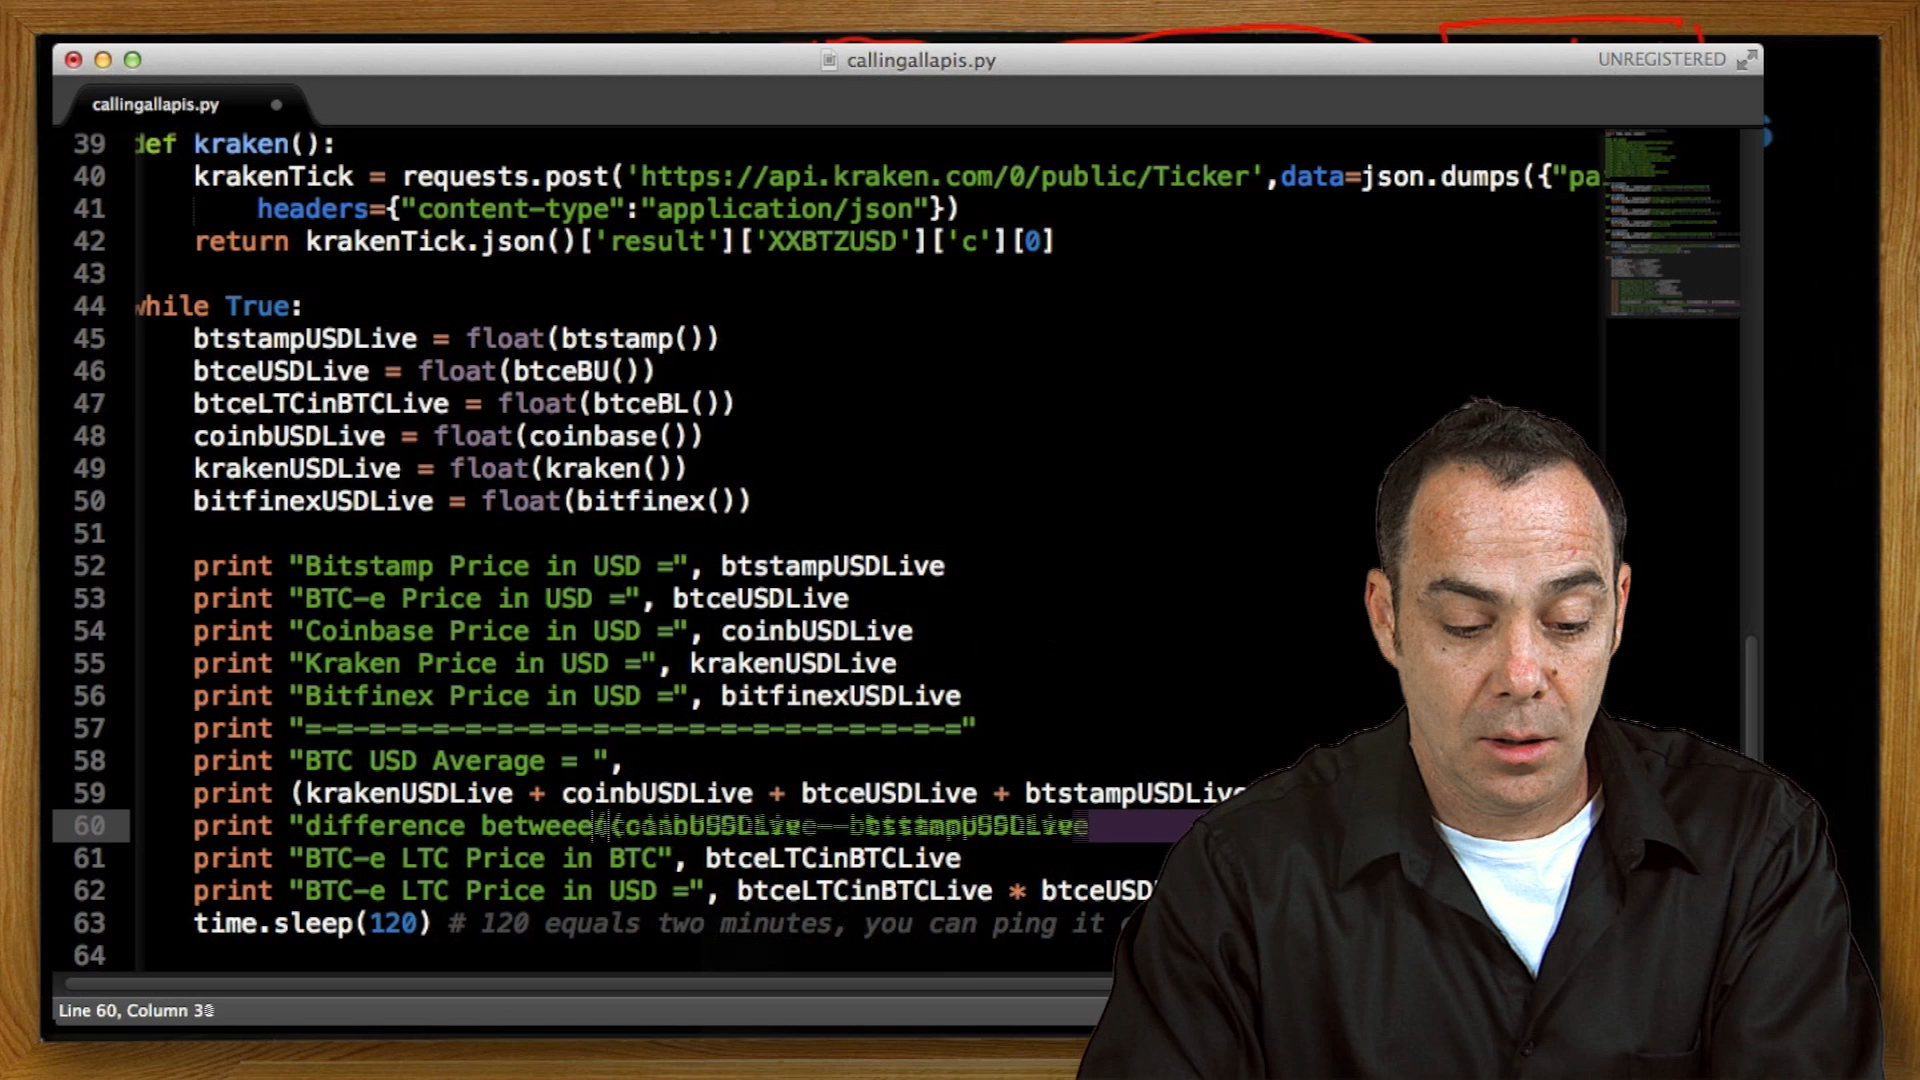 callingallapis.py
UNREGISTERED
callingallapis.py
39 def kraken():
40 krakenTick = requests.post('https://api.kraken.com/0/public/Ticker',data=json.dumps({"pa
41 headers={"content-type":"application/json"})
42 return krakenTick.json()['result']['XXBTZUSD']['c'][0]
43
44 while True:
45 btstampUSDLive = float(btstamp())
46 btceUSDLive = float(btceBU())
47 btceLTCinBTCLive = float(btceBL())
48 coinbUSDLive = float(coinbase())
49 krakenUSDLive = float(kraken())
50 bitfinexUSDLive = float(bitfinex())
51
52 print "Bitstamp Price in USD =", btstampUSDLive
53 print "BTC-e Price in USD =", btceUSDLive
54 print "Coinbase Price in USD =", coinbUSDLive
55 print "Kraken Price in USD =", krakenUSDLive
56 print "Bitfinex Price in USD =", bitfinexUSDLive
57 print "=-=-=-=-=-=-=-=-=-=-=-=-=-=-=-=-=-=-=-=-="
58 print "BTC USD Average = ",
59 print (krakenUSDLive + coinbUSDLive + btceUSDLive + btstampUSDLive
60 print "difference
61 print "BTC-e LTC Price in BTC", btceLTCinBTCLive
62 print "BTC-e LTC Price in USD =", btceLTCinBTCLive * btceUSD
63 time.sleep(120) # 120 equals two minutes, you can ping it
64
Line 60, Column